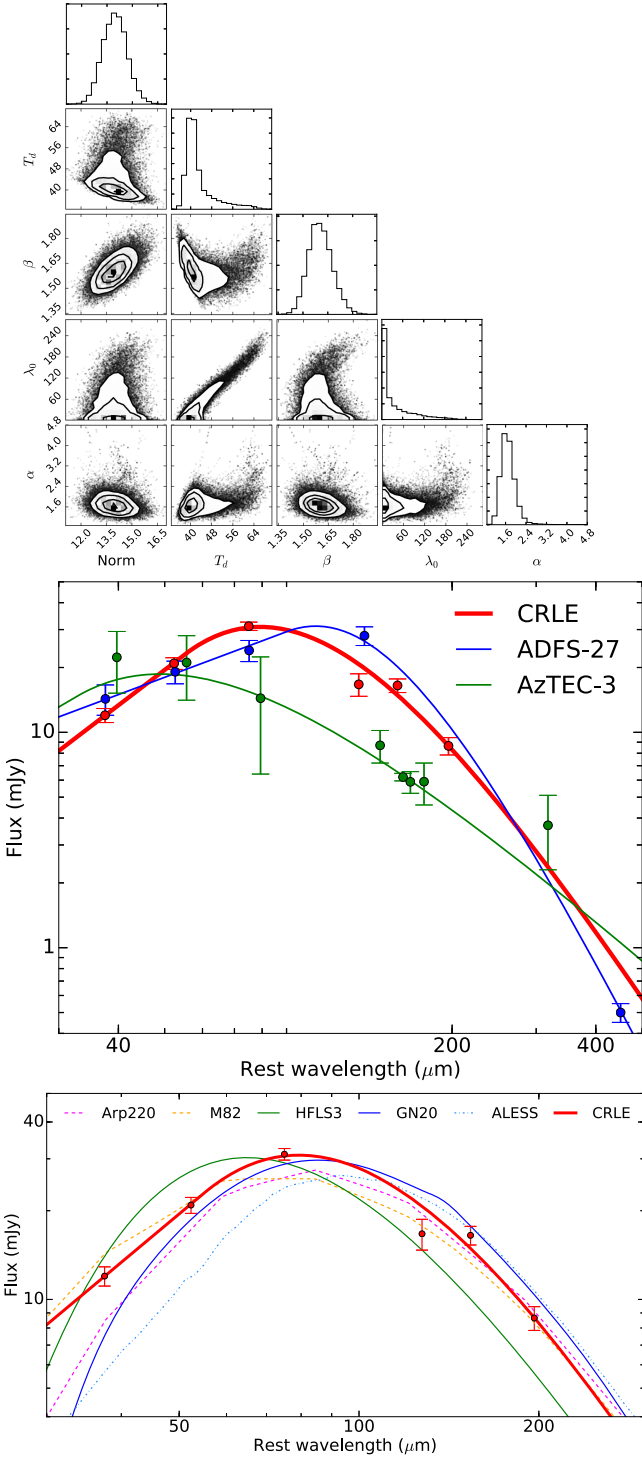 T_d
64
56
48
40
β
1.80
1.65
1.50
1.35
λ_0
240
180
120
60
4.8
α
4.0
3.2
2.4
1.6
12.0 13.5 15.0 16.5
40 48 56 64
1.35 1.50 1.65 1.80
60 120 180 240
1.6 2.4 3.2 4.0 4.8
Norm T_d β λ_0 α
CRLE
ADFS-27
AzTEC-3
Flux (mJy)
10
1
40 200 400
Rest wavelength (μm)
Arp220 M82 HFLS3 GN20 ALESS CRLE
Flux (mJy)
40
10
50 100 200
Rest wavelength (μm)